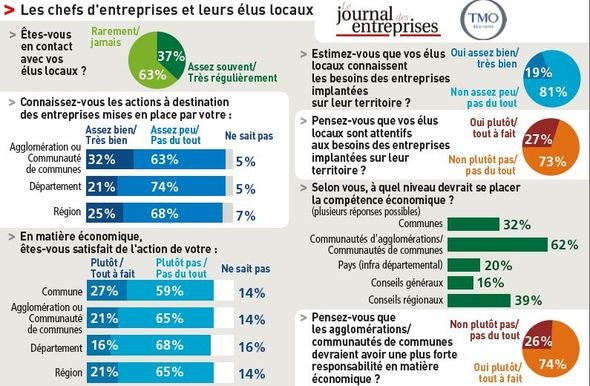 > Les chefs d'entreprises et leurs élus locaux
Le journal des entreprises
TMO
RÉGIONS
> Êtes-vous
en contact
avec vos
élus locaux ?
Rarement/
jamais
63%
37%
Assez souvent/
Très régulièrement
> Connaissez-vous les actions à destination
des entreprises mises en place par votre :
Assez bien/
Très bien
Assez peu/
Pas du tout
Ne sait pas
Agglomération ou
Communauté
de communes
32% 63% 5%
Département 21% 74% 5%
Région 25% 68% 7%
> En matière économique,
êtes-vous satisfait de l'action de votre :
Plutôt/
Tout à fait
Plutôt pas/
Pas du tout
Ne sait pas
Commune 27% 59% 14%
Agglomération ou
Communauté
de communes
21% 65% 14%
Département 16% 68% 16%
Région 21% 65% 14%
> Estimez-vous que vos élus
locaux connaissent
les besoins des entreprises
implantées
sur leur territoire ?
Oui assez bien/
très bien
19%
Non assez peu/
pas du tout
81%
> Pensez-vous que vos élus
locaux sont attentifs
aux besoins des entreprises
implantées sur leur
territoire ?
Oui plutôt/
tout à fait
27%
Non plutôt pas/
pas du tout
73%
> Selon vous, à quel niveau devrait se placer
la compétence économique ?
(plusieurs réponses possibles)
Communes 32%
Communautés d'agglomérations/
Communautés de communes
62%
Pays (infra départemental) 20%
Conseils généraux 16%
Conseils régionaux 39%
> Pensez-vous que
les agglomérations/
communautés de communes
devraient avoir une plus forte
responsabilité en matière
économique ?
Non plutôt pas/
pas du tout
26%
Oui plutôt/
tout à fait
74%